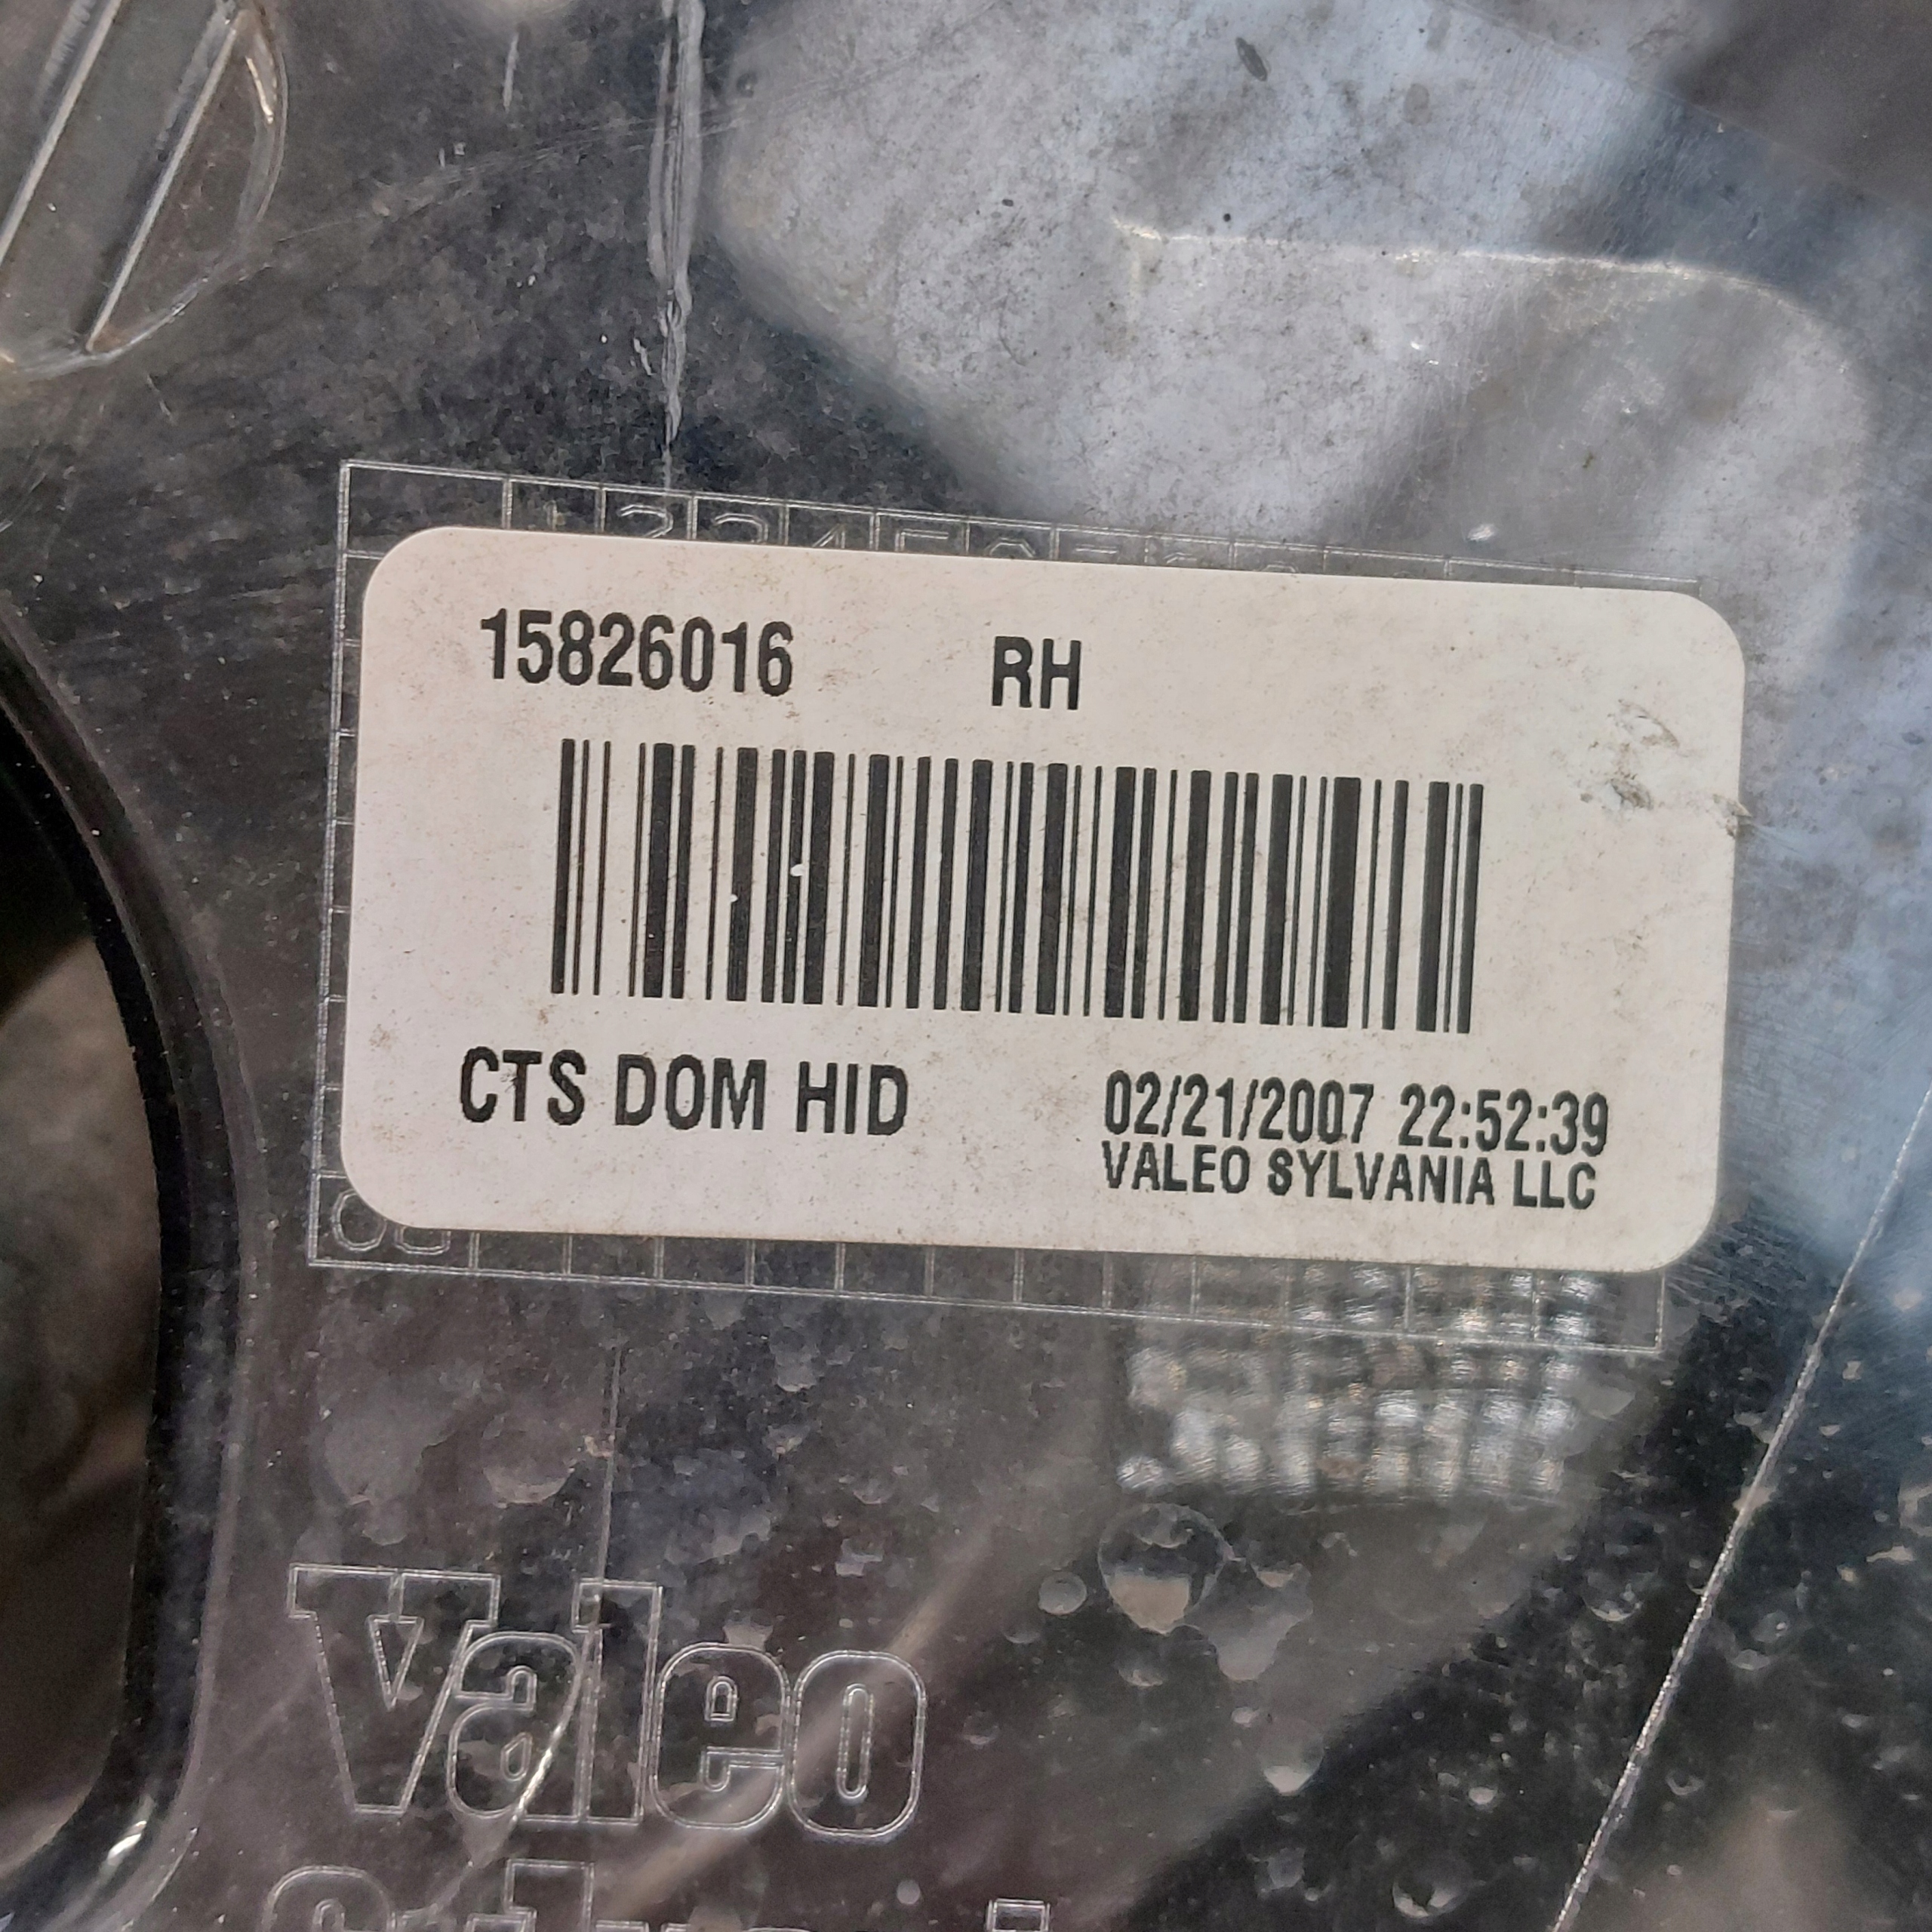 15826016 RH
CTS DOM HID
02/21/2007 22:52:39
VALEO SYLVANIA LLC
Valeo